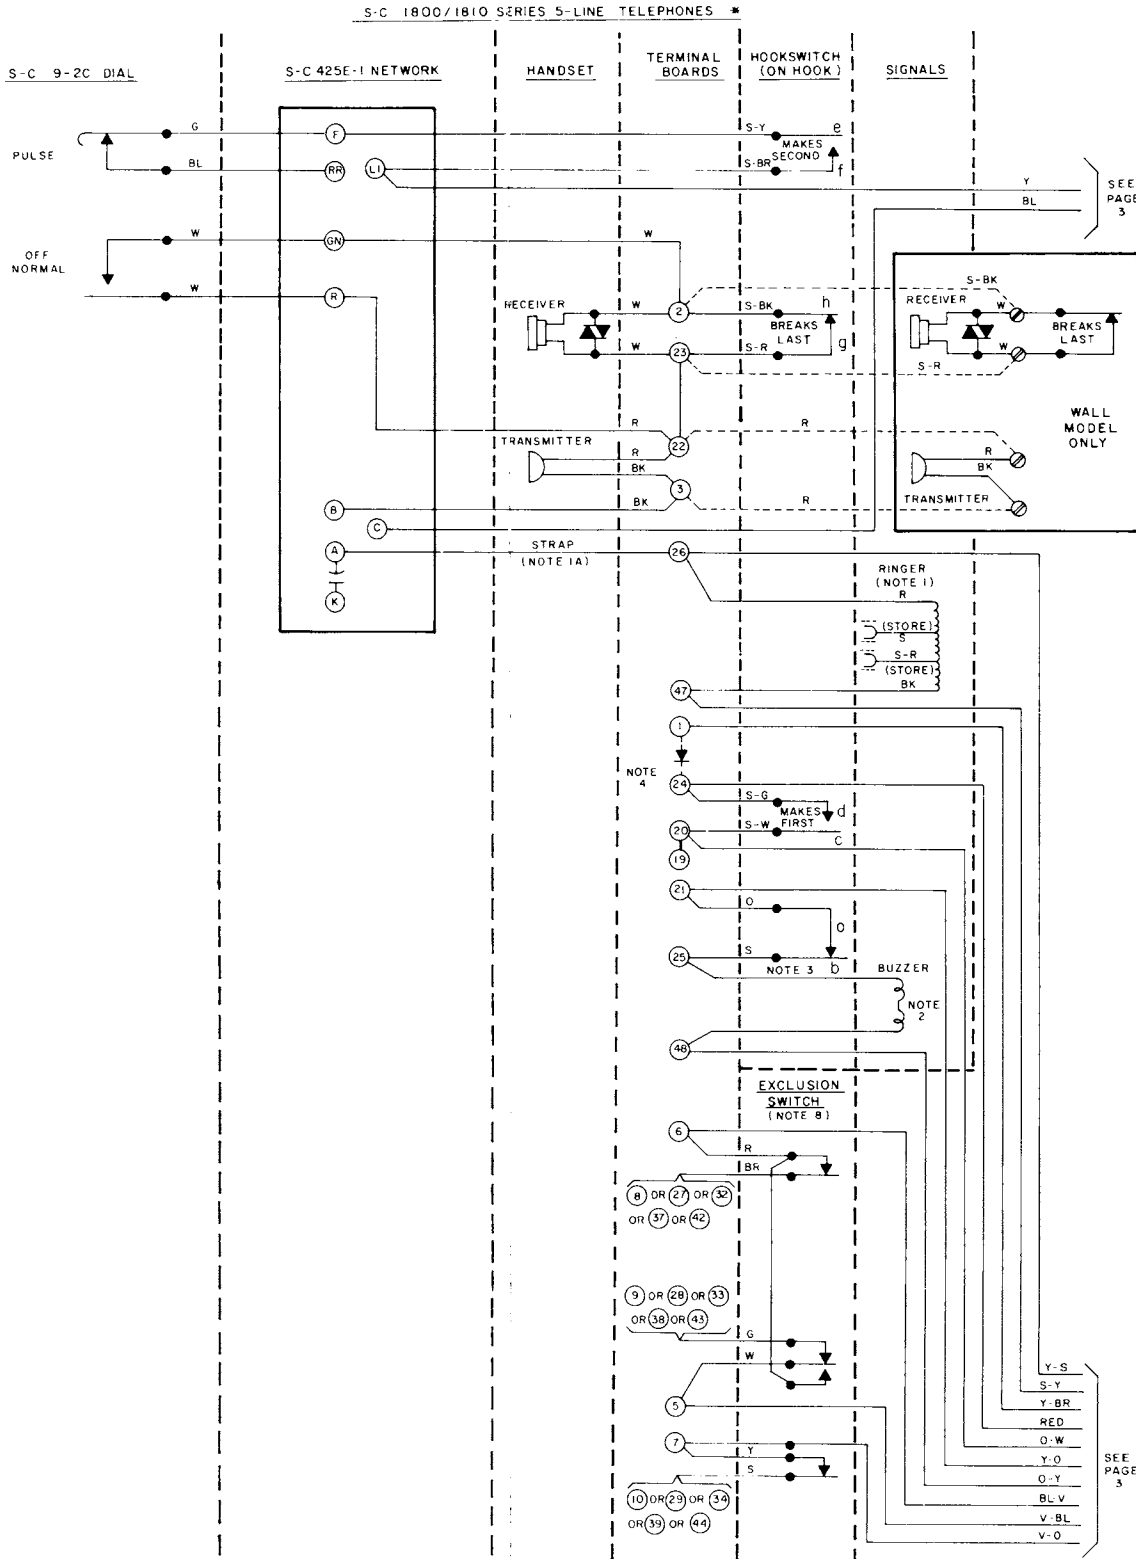 S-C 1800/1810 SERIES 5-LINE TELEPHONES *
S-C 9-2C DIAL
S-C 425E-1 NETWORK
HANDSET
TERMINAL
BOARDS
HOOKSWITCH
(ON HOOK)
SIGNALS
PULSE
G
F
S-Y
e
MAKES
SECOND
BL
RR
L1
S-BR
f
Y
BL
SEE
PAGE
3
OFF
NORMAL
W
GN
W
W
R
S-BK
RECEIVER
W
2
S-BK
h
BREAKS
LAST
W
23
S-R
g
RECEIVER
W
BREAKS
LAST
W
S-R
WALL
MODEL
ONLY
R
22
R
TRANSMITTER
R
BK
3
BK
R
R
BK
TRANSMITTER
B
C
A
STRAP
(NOTE 1A)
26
K
RINGER
(NOTE 1)
R
(STORE)
S
S-R
(STORE)
BK
47
1
NOTE
4
24
S-G
MAKES
FIRST
d
20
S-W
c
19
21
O
o
25
S
NOTE 3
b
BUZZER
NOTE
2
48
EXCLUSION
SWITCH
(NOTE 8)
6
R
BR
8 OR 27 OR 32
OR 37 OR 42
9 OR 28 OR 33
OR 38 OR 43
G
W
5
7
Y
S
10 OR 29 OR 34
OR 39 OR 44
Y-S
S-Y
Y-BR
RED
O-W
Y-O
O-Y
BL-V
V-BL
V-O
SEE
PAGE
3